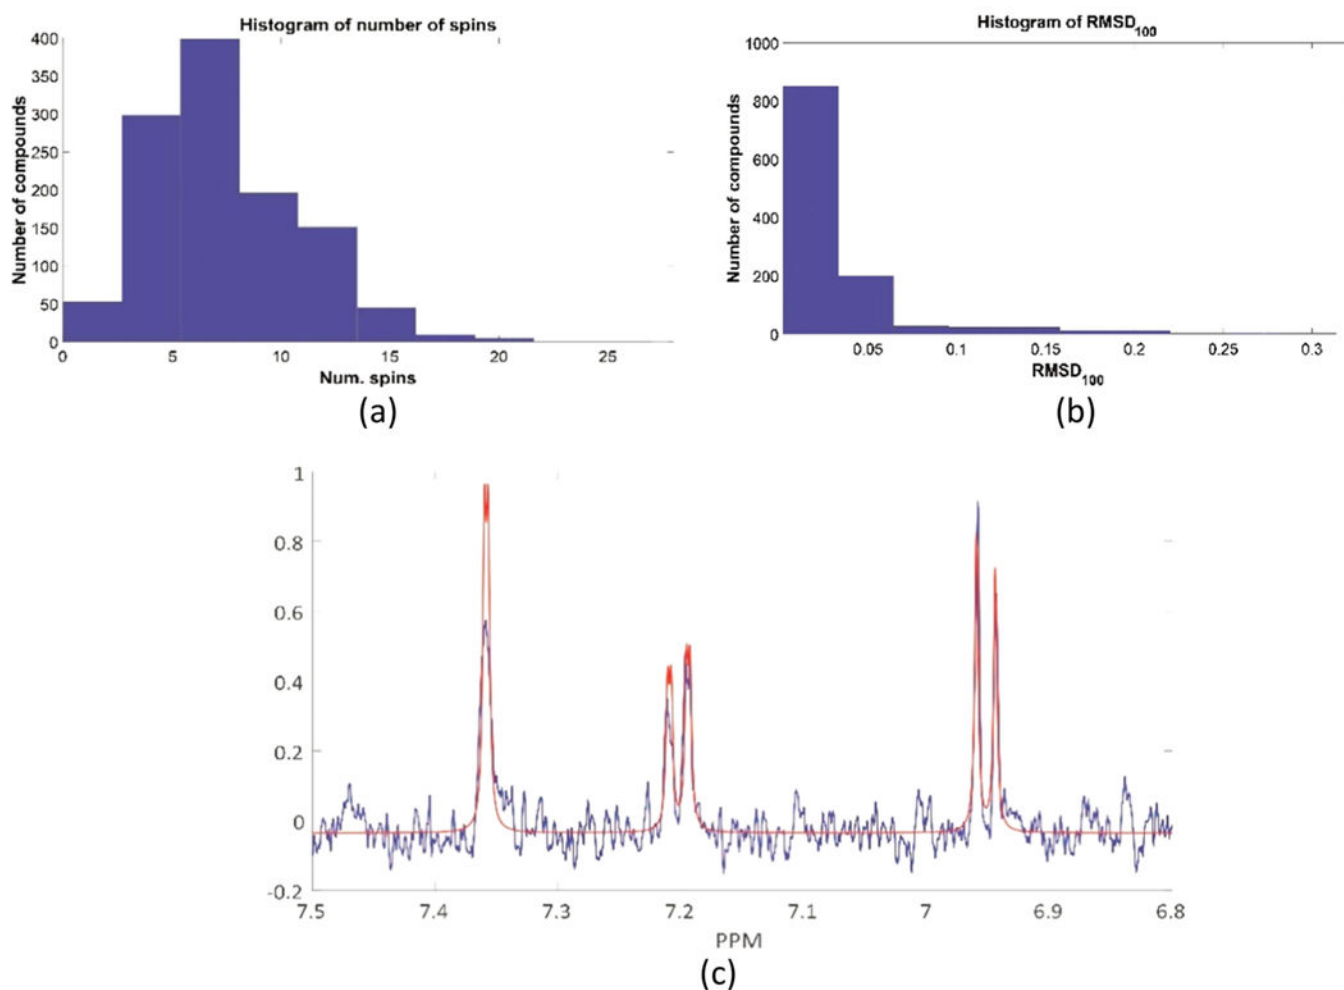 Histogram of number of spins
400
350
300
250
200
150
100
50
0
0 5 10 15 20 25
Number of compounds
Num. spins
(a)
Histogram of RMSD100
1000
800
600
400
200
0
0.05 0.1 0.15 0.2 0.25 0.3
Number of compounds
RMSD100
(b)
1
0.8
0.6
0.4
0.2
0
-0.2
7.5 7.4 7.3 7.2 7.1 7 6.9 6.8
PPM
(c)